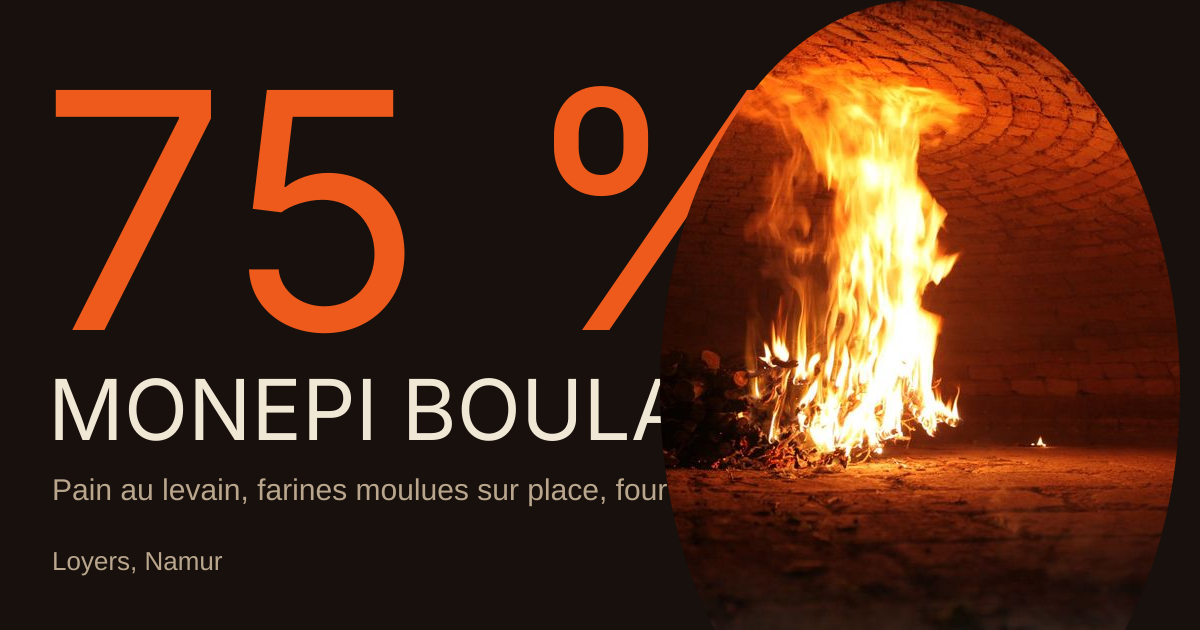 75 %
MONEPI BOULA
Pain au levain, farines moulues sur place, four
Loyers, Namur